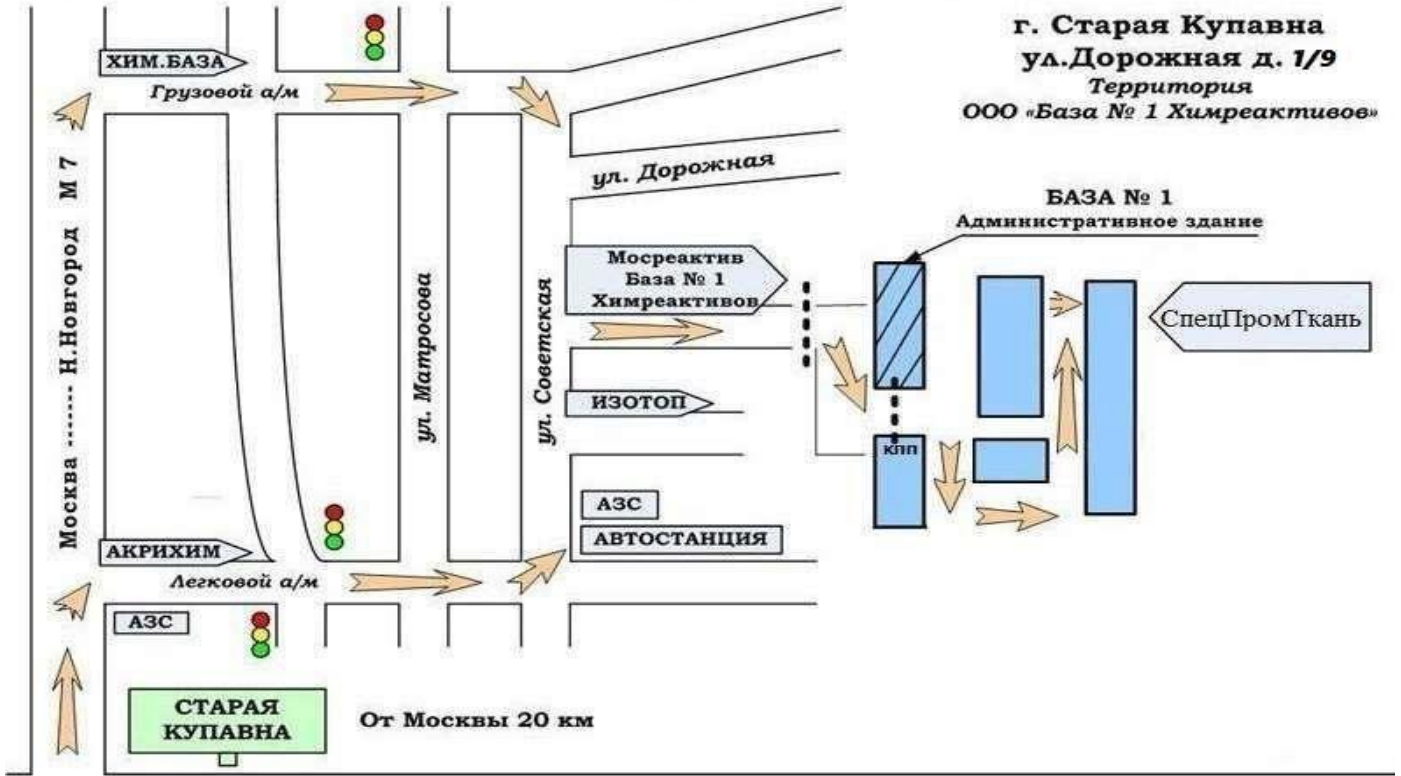 г. Старая Купавна
ул.Дорожная д. 1/9
Территория
ООО «База № 1 Химреактивов»
ХИМ.БАЗА
Грузовой а/м
ул. Дорожная
БАЗА № 1
Административное здание
Москва ------- Н.Новгород М 7
Мосреактив
База № 1
Химреактивов
СпецПромТкань
ул. Матросова
ул. Советская
ИЗОТОП
КПП
АЗС
АВТОСТАНЦИЯ
АКРИХИМ
Легковой а/м
АЗС
СТАРАЯ
КУПАВНА
От Москвы 20 км